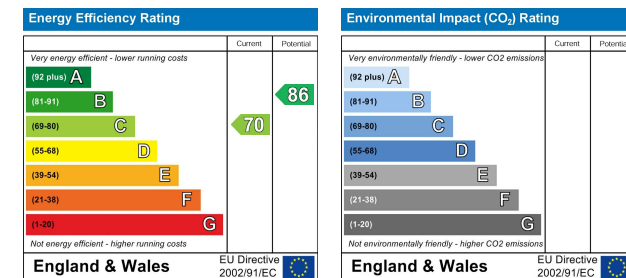 Energy Efficiency Rating
Current Potential
Very energy efficient - lower running costs
(92 plus) A
(81-91) B
86
(69-80) C
70
(55-68) D
(39-54) E
(21-38) F
(1-20) G
Not energy efficient - higher running costs
England & Wales
EU Directive
2002/91/EC
Environmental Impact (CO2) Rating
Current Potential
Very environmentally friendly - lower CO2 emissions
(92 plus) A
(81-91) B
(69-80) C
(55-68) D
(39-54) E
(21-38) F
(1-20) G
Not environmentally friendly - higher CO2 emissions
England & Wales
EU Directive
2002/91/EC